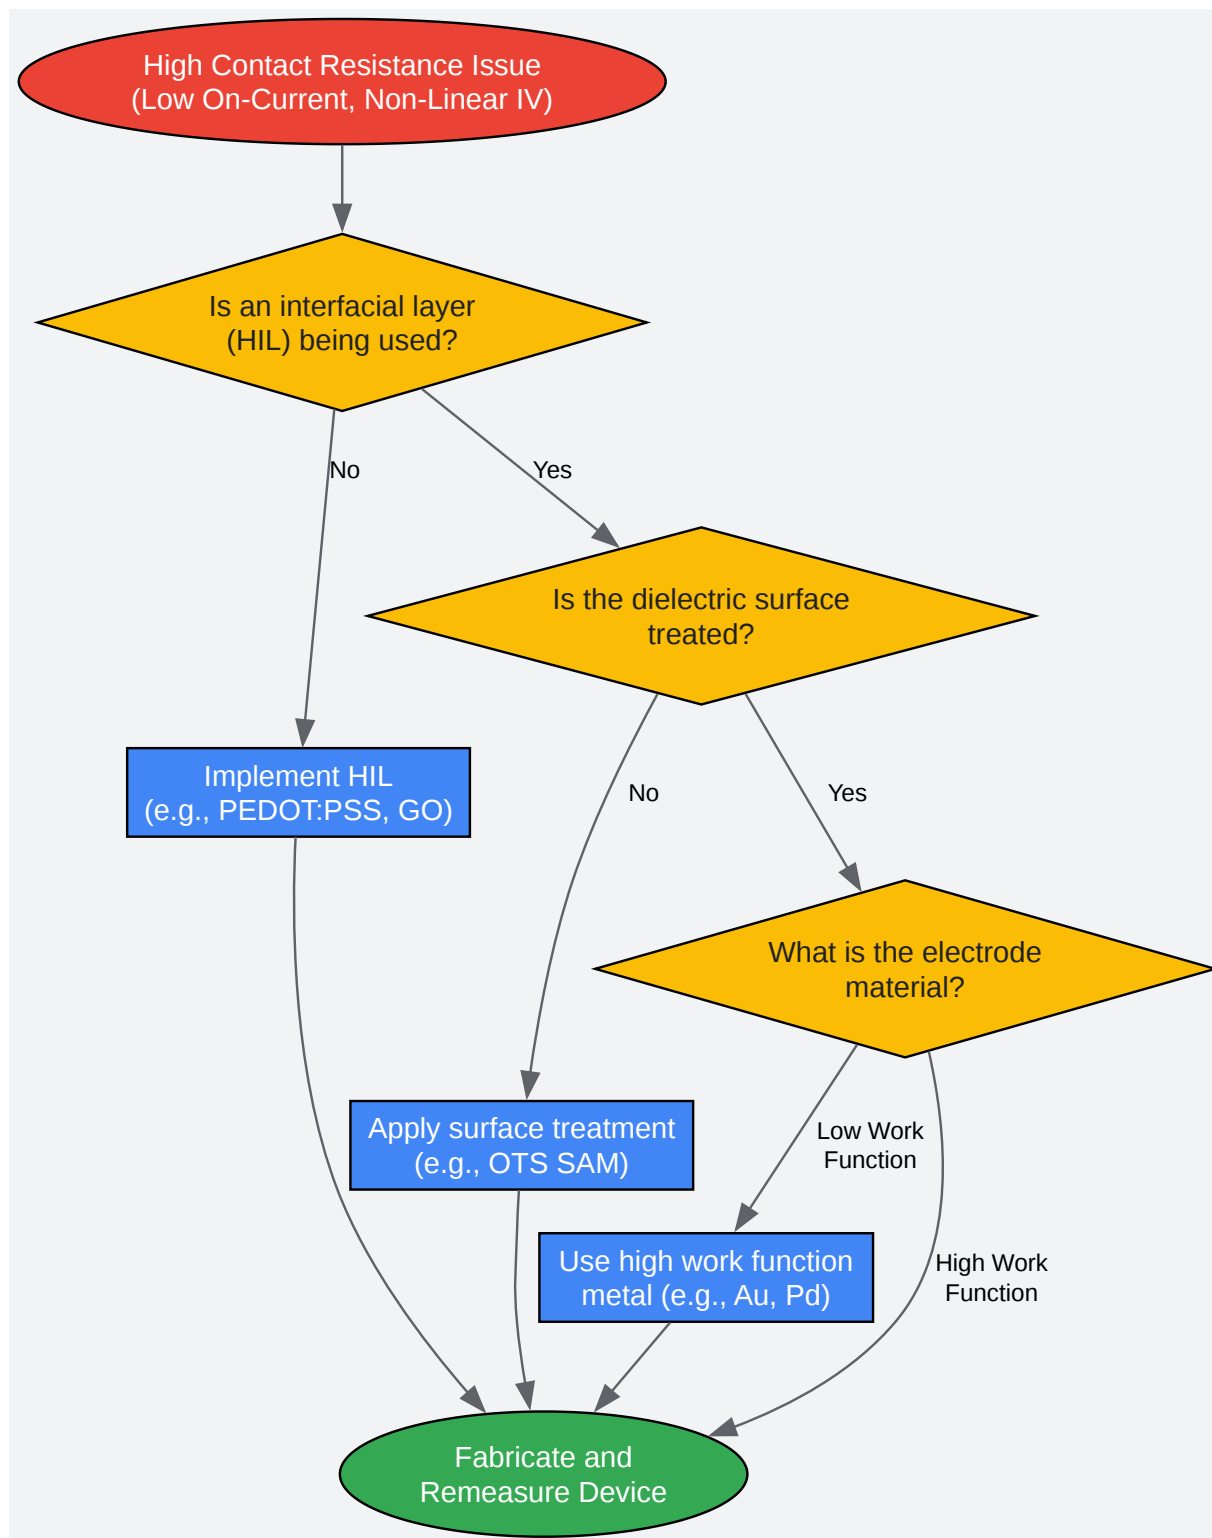 High Contact Resistance Issue
(Low On-Current, Non-Linear IV)
Is an interfacial layer
(HIL) being used?
No
Yes
Is the dielectric surface
treated?
Implement HIL
(e.g., PEDOT:PSS, GO)
No
Yes
What is the electrode
material?
Apply surface treatment
(e.g., OTS SAM)
Low Work
Function
Use high work function
metal (e.g., Au, Pd)
High Work
Function
Fabricate and
Remeasure Device